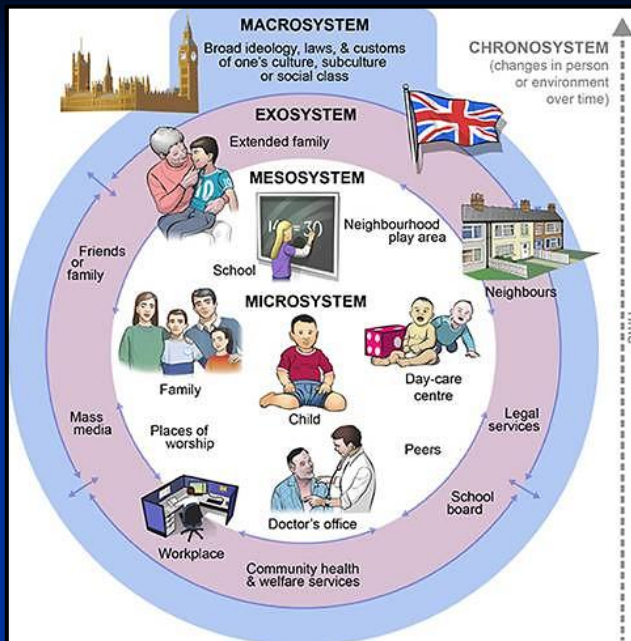 MACROSYSTEM
Broad ideology, laws, & customs
of one's culture, subculture
or social class
CHRONOSYSTEM
(changes in person
or environment
over time)
EXOSYSTEM
Extended family
MESOSYSTEM
Neighbourhood
play area
School
Friends
or
family
Neighbours
MICROSYSTEM
Family
Child
Day-care
centre
Mass
media
Places of
worship
Peers
Legal
services
School
board
Doctor's office
Workplace
Community health
& welfare services